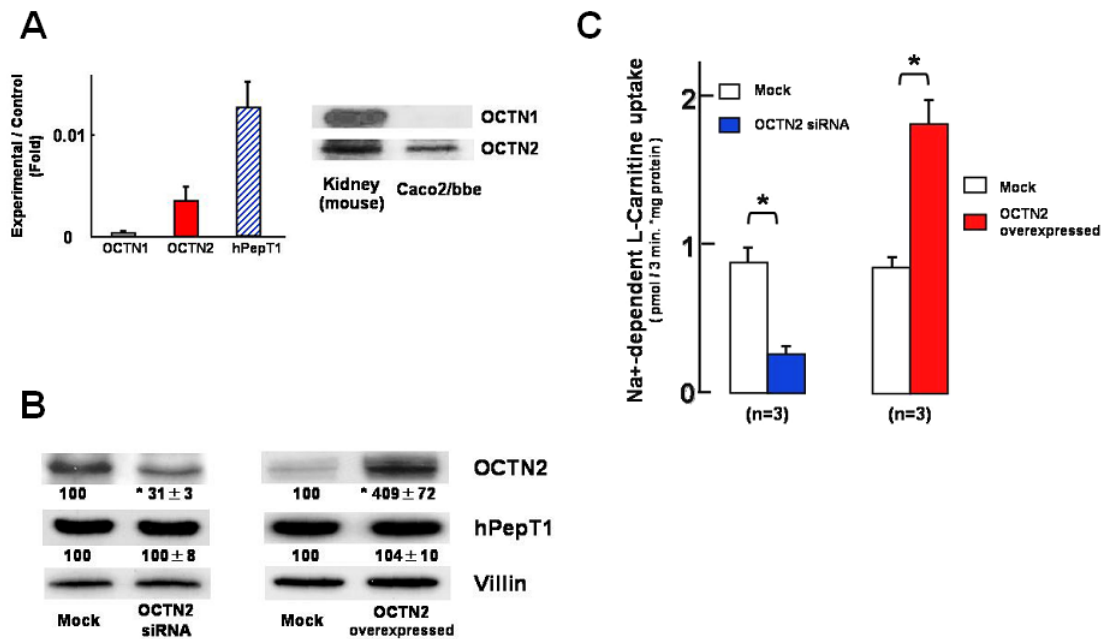 A
Experimental / Control
(Fold)
0.01
0
OCTN1
OCTN2
hPepT1
OCTN1
OCTN2
Kidney
(mouse)
Caco2/bbe
B
OCTN2
100
* 31 ± 3
100
* 409 ± 72
hPepT1
100
100 ± 8
100
104 ± 10
Villin
Mock
OCTN2
siRNA
Mock
OCTN2
overexpressed
C
Na+-dependent L-Carnitine uptake
( pmol / 3 min. *mg protein )
2
1
0
Mock
OCTN2 siRNA
*
*
Mock
OCTN2
overexpressed
(n=3)
(n=3)